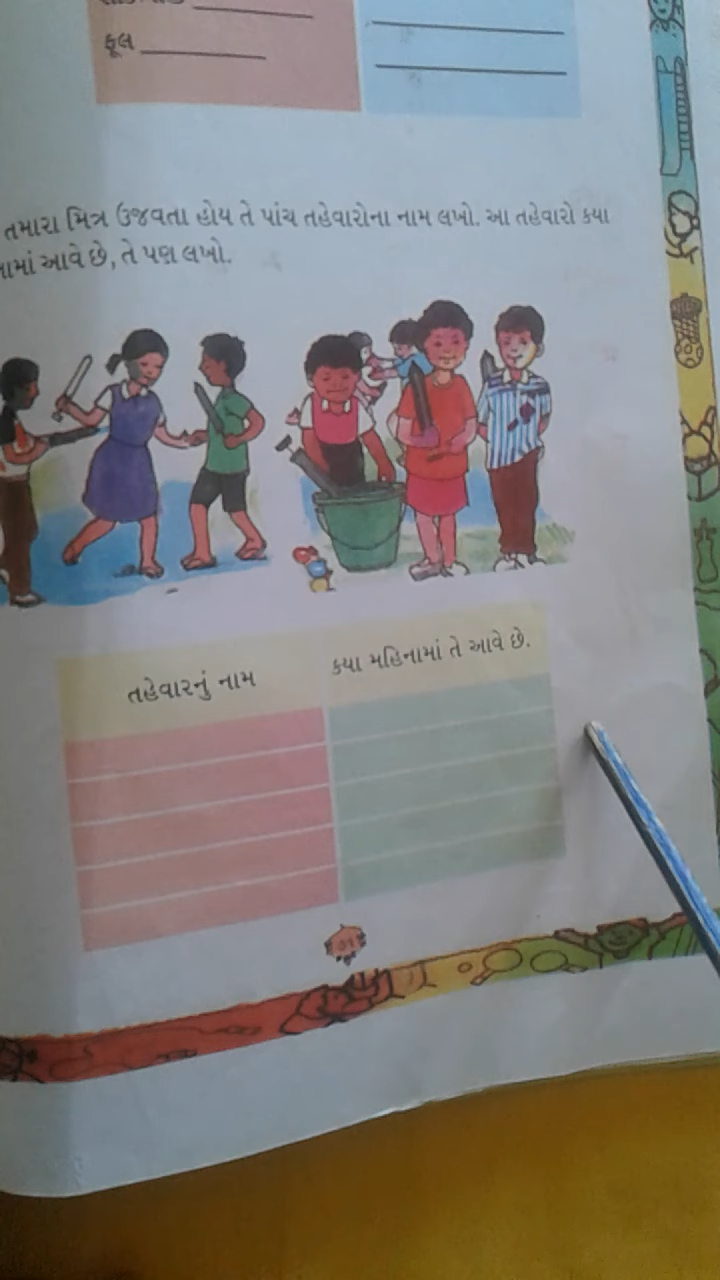 ફૂલ
તમારા મિત્ર ઉજવતા હોય તે પાંચ તહેવારોના નામ લખો. આ તહેવારો કયા
આવે છે, તે પણ લખો.
તહેવારનું નામ
કયા મહિનામાં તે આવે છે.